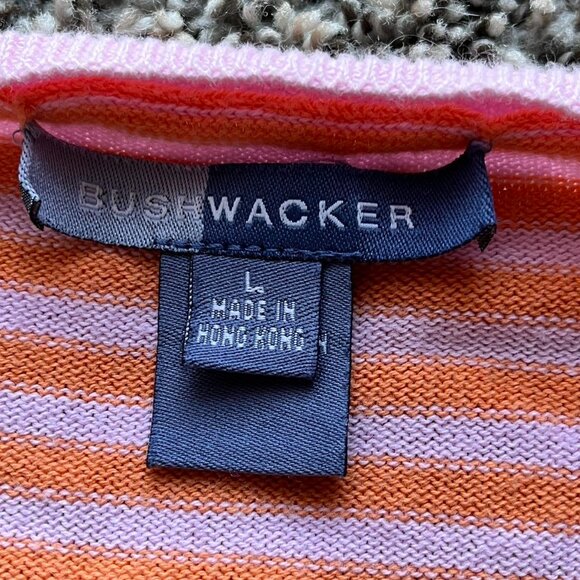 BUSHWACKER
L
MADE IN
HONG KONG